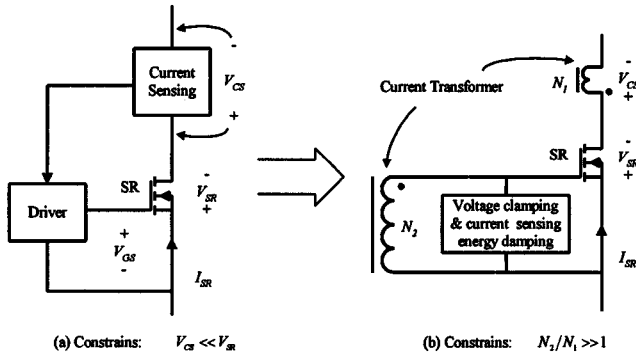 Current
Sensing
-
V_CS
+
SR
-
V_SR
+
Driver
+
V_GS
-
I_SR
(a) Constrains: V_CS << V_SR
Current Transformer
N_1
-
V_CS
+
SR
-
V_SR
+
N_2
Voltage clamping
& current sensing
energy damping
I_SR
(b) Constrains: N_2/N_1 >> 1